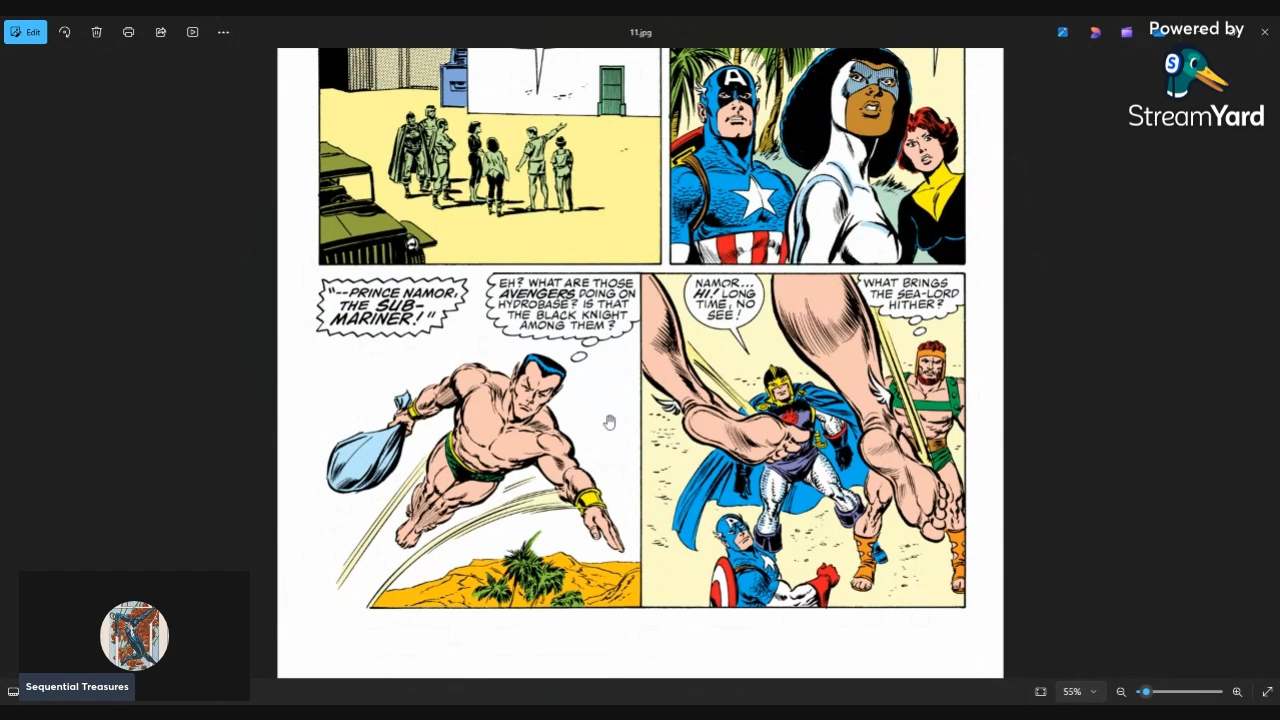 Edit
11.jpg
Powered by
StreamYard
"--PRINCE NAMOR,
THE SUB-
MARINER!"
EH? WHAT ARE THOSE
AVENGERS DOING ON
HYDROBASE? IS THAT
THE BLACK KNIGHT
AMONG THEM?
NAMOR...
HI! LONG
TIME, NO
SEE!
WHAT BRINGS
THE SEA-LORD
HITHER?
Sequential Treasures
55%